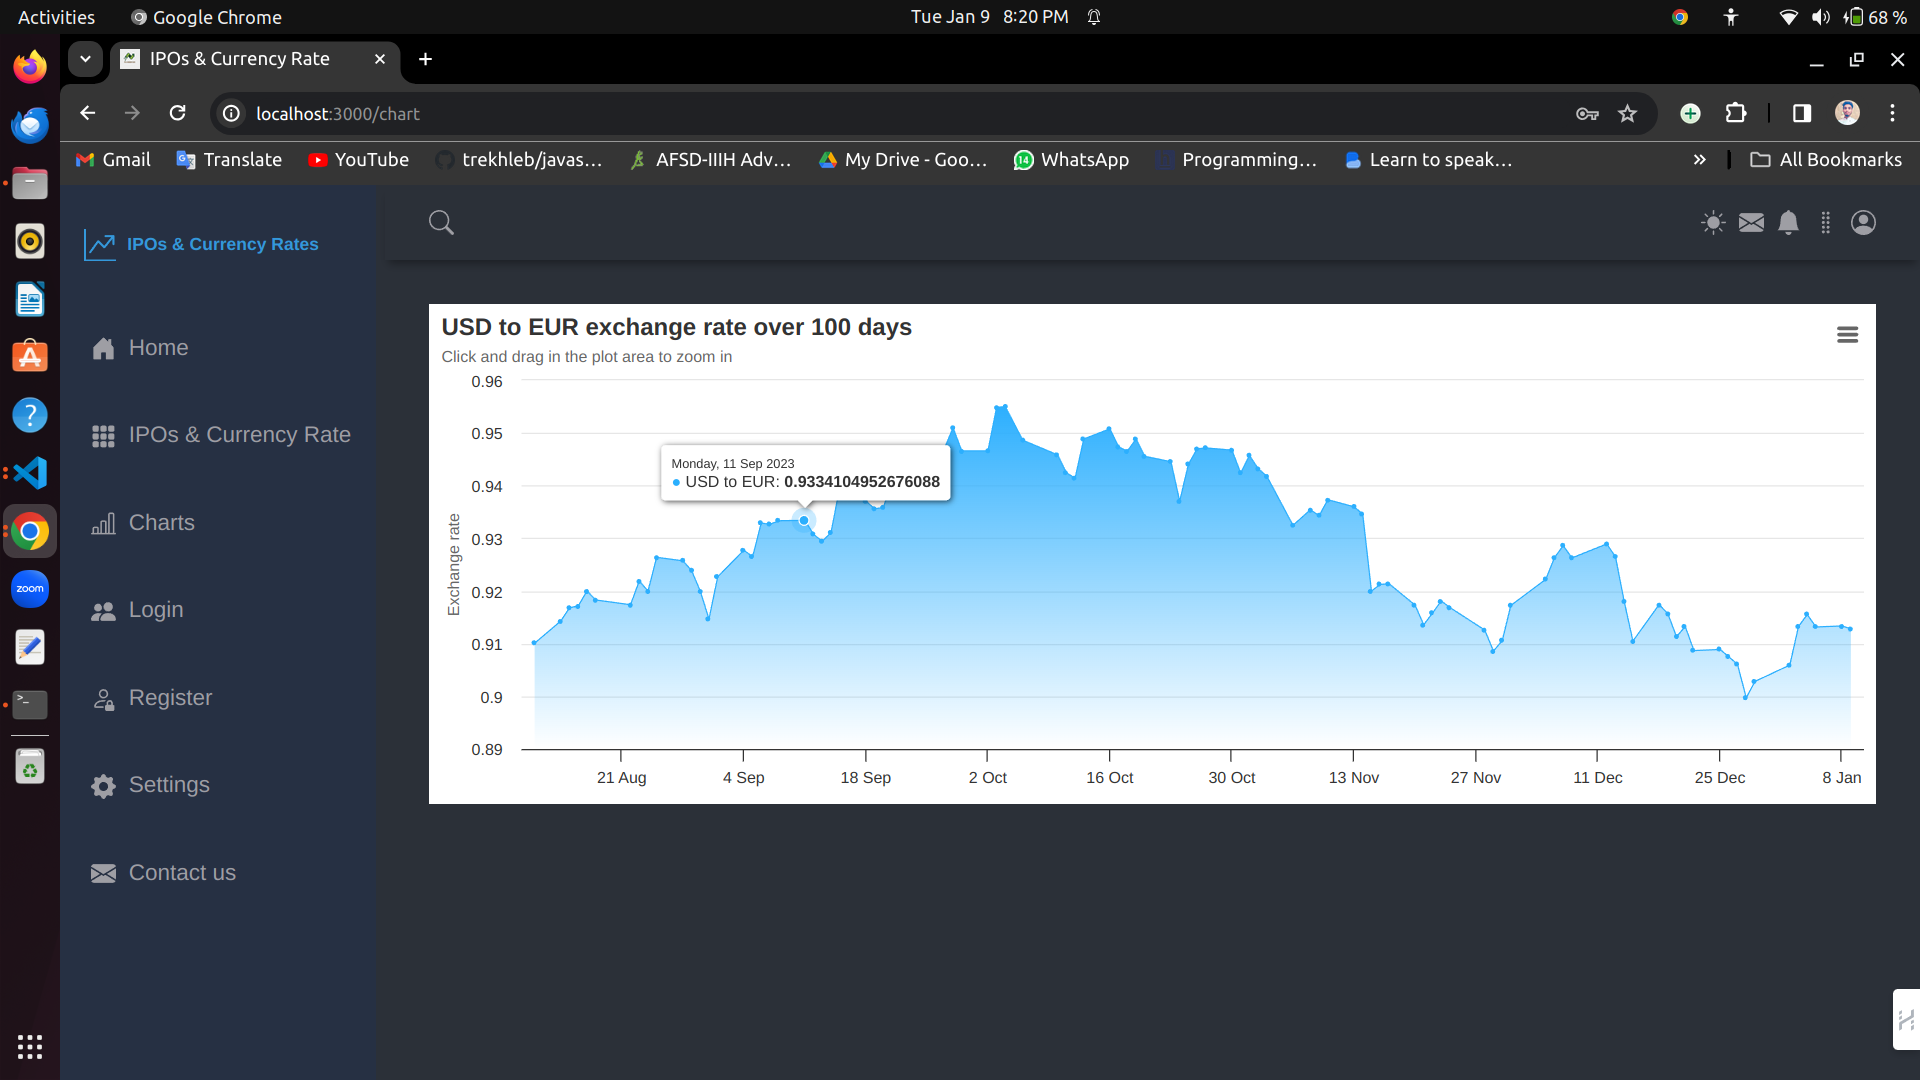 Activities Google Chrome Tue Jan 9 8:20 PM 68 %
IPOs & Currency Rate
localhost:3000/chart
Gmail Translate YouTube trekhleb/javas... AFSD-IIIH Adv... My Drive - Goo... 14 WhatsApp Programming... Learn to speak... » All Bookmarks
IPOs & Currency Rates
Home
IPOs & Currency Rate
Charts
Login
Register
Settings
Contact us
zoom
USD to EUR exchange rate over 100 days
Click and drag in the plot area to zoom in
Exchange rate
0.96
0.95
0.94
0.93
0.92
0.91
0.9
0.89
Monday, 11 Sep 2023
USD to EUR: 0.9334104952676088
21 Aug 4 Sep 18 Sep 2 Oct 16 Oct 30 Oct 13 Nov 27 Nov 11 Dec 25 Dec 8 Jan